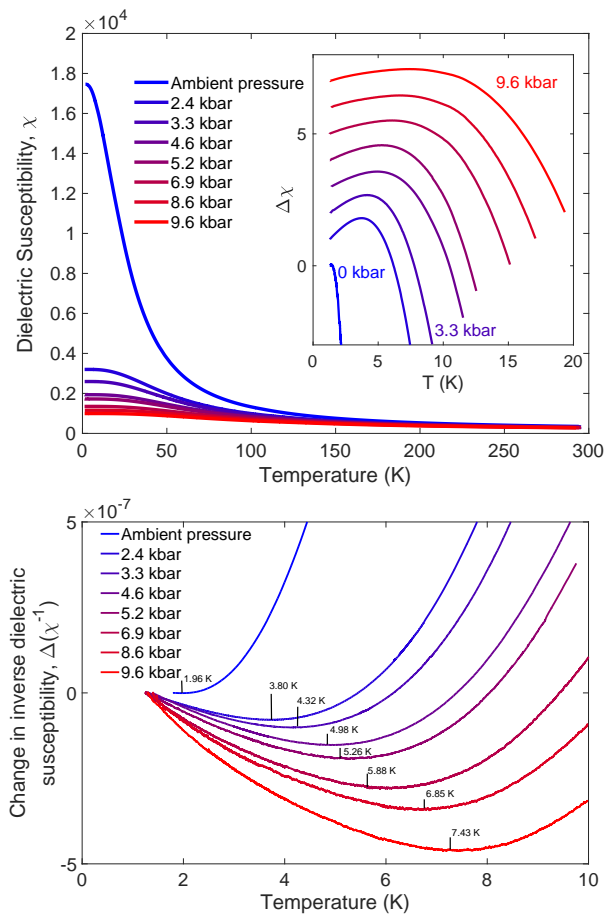 ×10⁴
2
1.8
1.6
1.4
1.2
1
0.8
0.6
0.4
0.2
0
Dielectric Susceptibility, χ
Ambient pressure
2.4 kbar
3.3 kbar
4.6 kbar
5.2 kbar
6.9 kbar
8.6 kbar
9.6 kbar
9.6 kbar
5
0
Δχ
0 kbar
3.3 kbar
0 5 10 15 20
T (K)
0 50 100 150 200 250 300
Temperature (K)
×10⁻⁷
5
0
-5
Change in inverse dielectric
susceptibility, Δ(χ⁻¹)
Ambient pressure
2.4 kbar
3.3 kbar
4.6 kbar
5.2 kbar
6.9 kbar
8.6 kbar
9.6 kbar
1.96 K
3.80 K
4.32 K
4.98 K
5.26 K
5.88 K
6.85 K
7.43 K
0 2 4 6 8 10
Temperature (K)